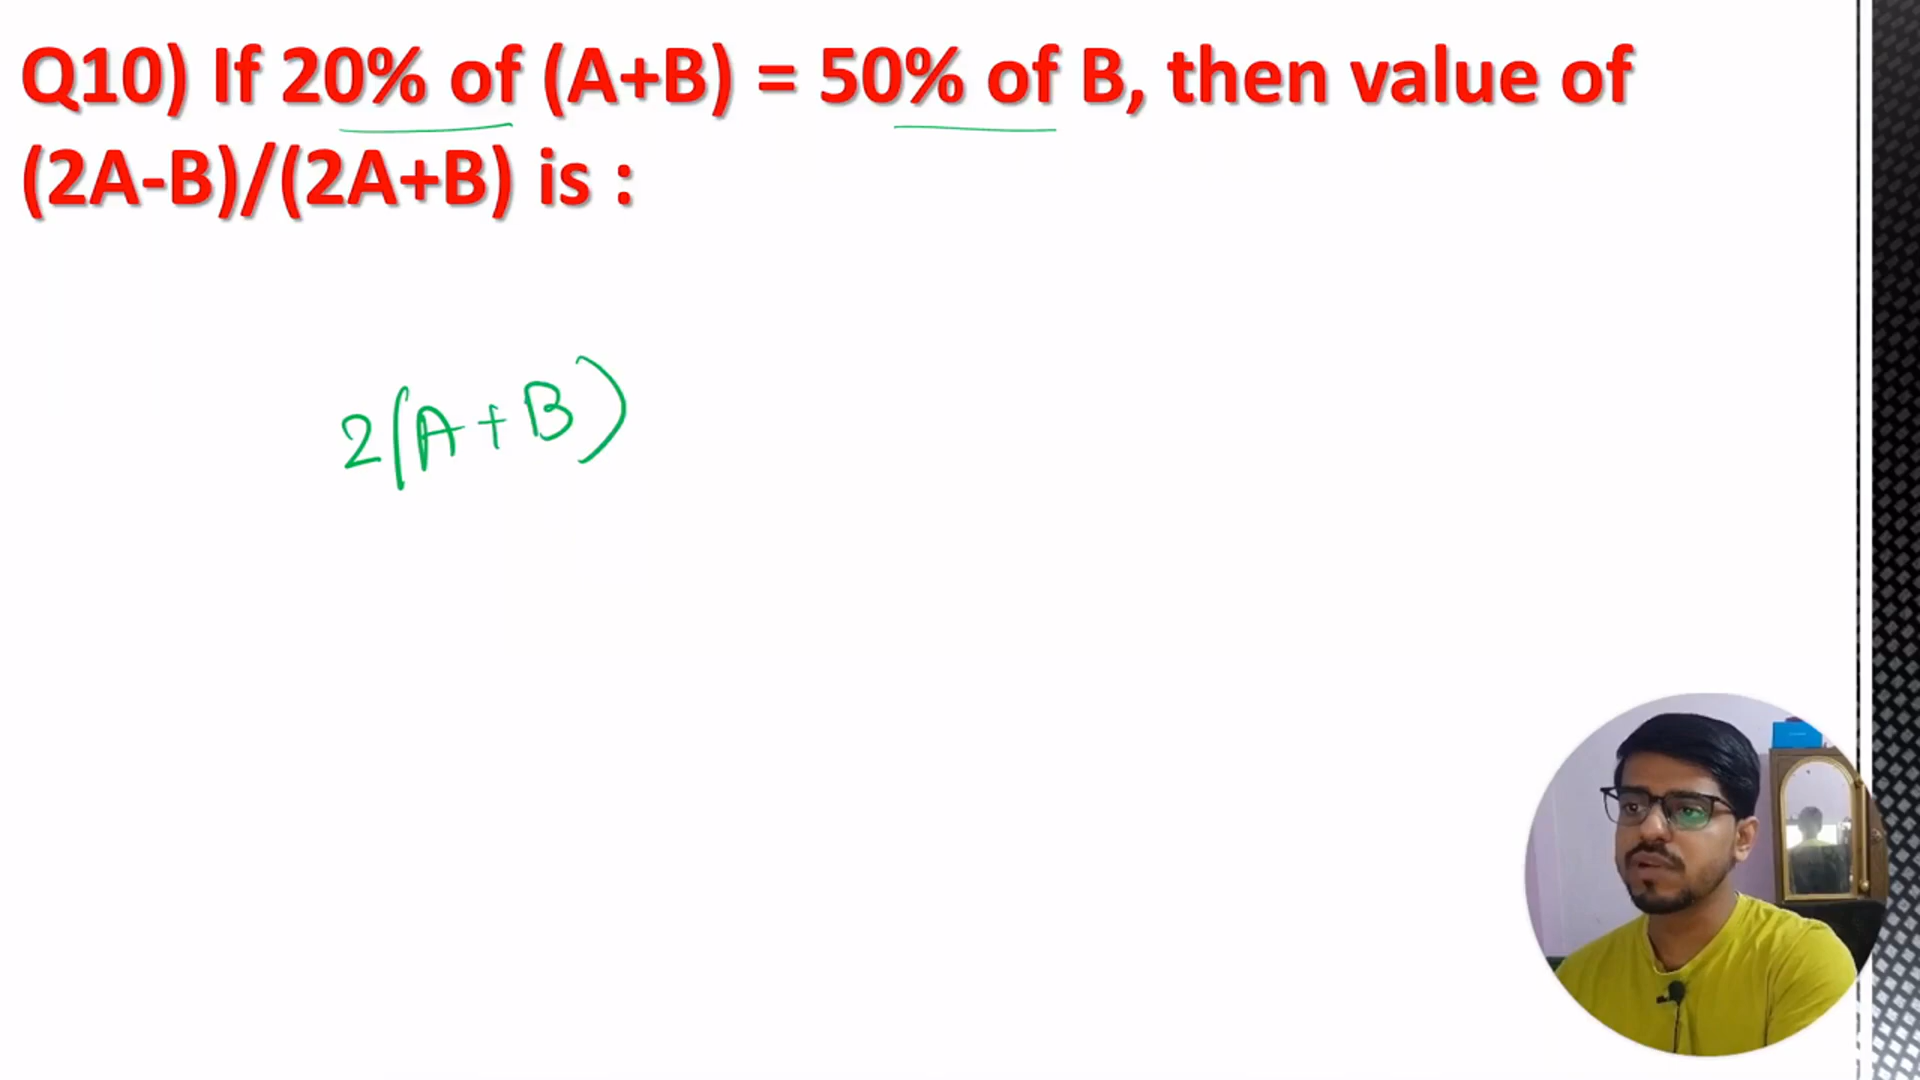 Q10) If 20% of (A+B) = 50% of B, then value of
(2A-B)/(2A+B) is :
2(A+B)